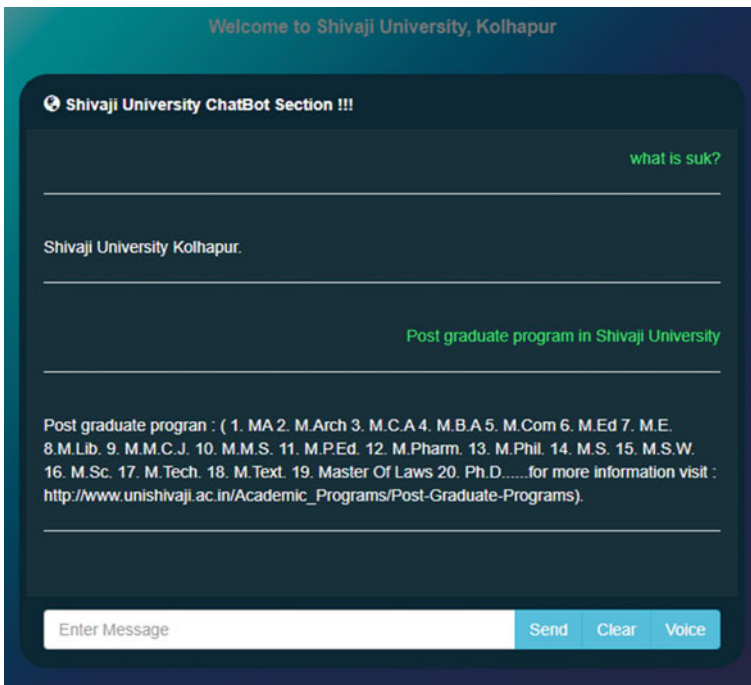 Welcome to Shivaji University, Kolhapur
Shivaji University ChatBot Section !!!
what is suk?
Shivaji University Kolhapur.
Post graduate program in Shivaji University
Post graduate progran : ( 1. MA 2. M.Arch 3. M.C.A 4. M.B.A 5. M.Com 6. M.Ed 7. M.E.
8.M.Lib. 9. M.M.C.J. 10. M.M.S. 11. M.P.Ed. 12. M.Pharm. 13. M.Phil. 14. M.S. 15. M.S.W.
16. M.Sc. 17. M.Tech. 18. M.Text. 19. Master Of Laws 20. Ph.D......for more information visit :
http://www.unishivaji.ac.in/Academic_Programs/Post-Graduate-Programs).
Enter Message Send Clear Voice